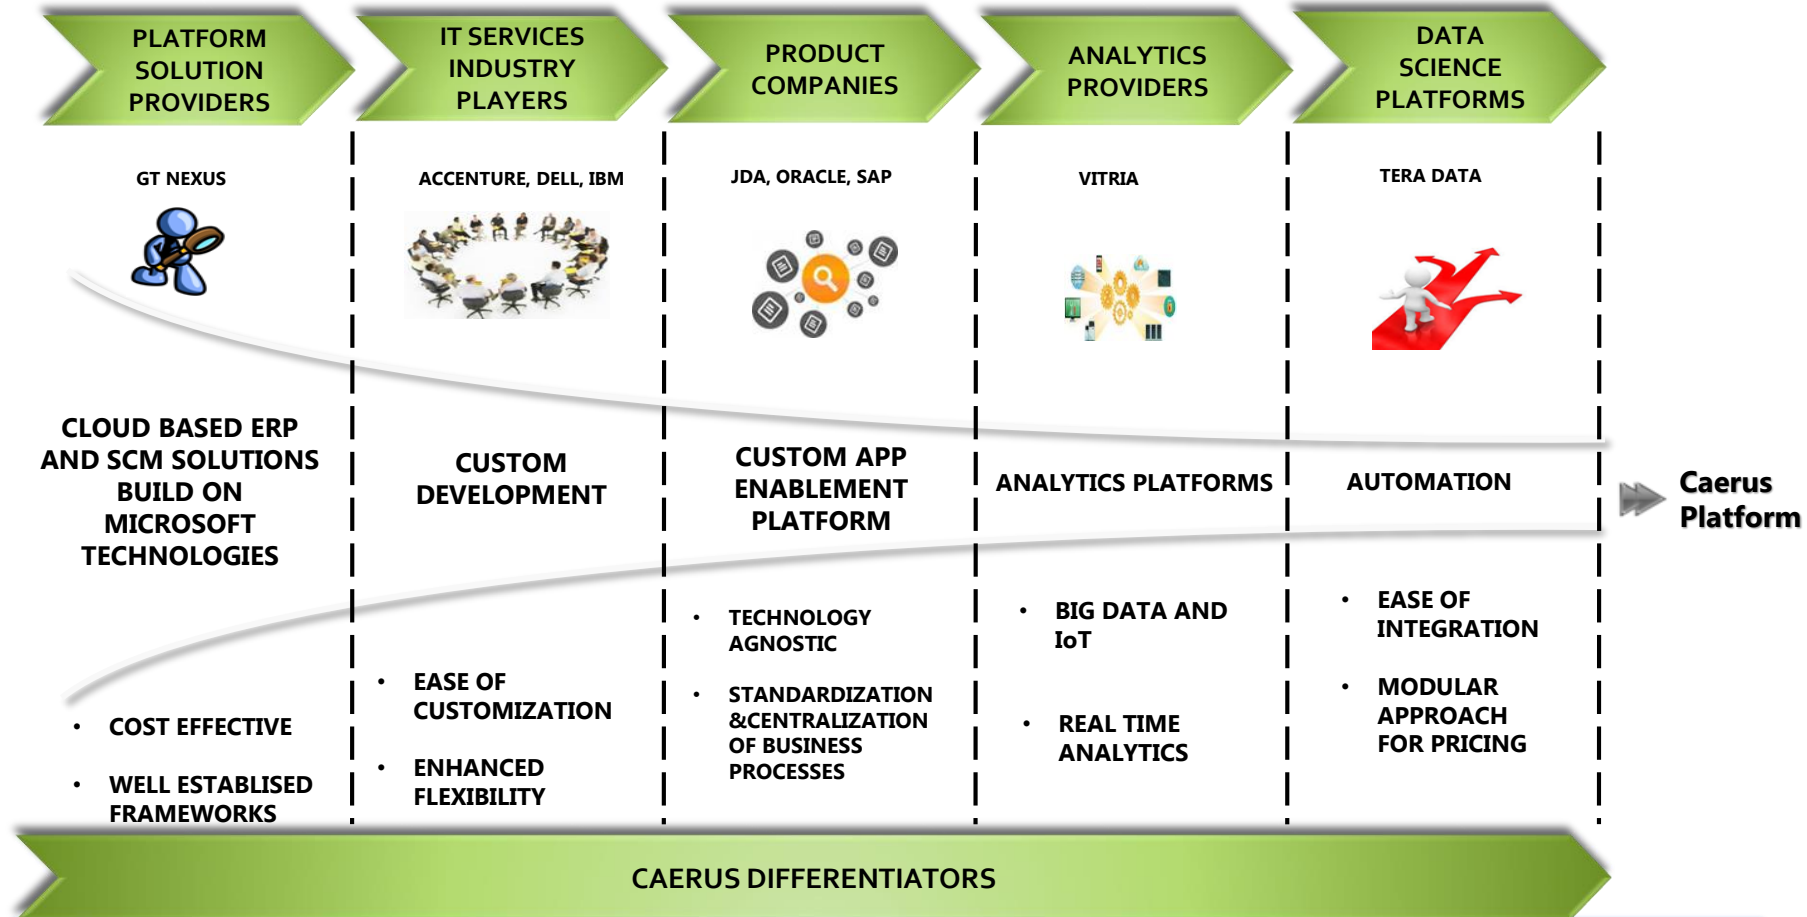 PLATFORM
SOLUTION
PROVIDERS
IT SERVICES
INDUSTRY
PLAYERS
PRODUCT
COMPANIES
ANALYTICS
PROVIDERS
DATA
SCIENCE
PLATFORMS
GT NEXUS
ACCENTURE, DELL, IBM
JDA, ORACLE, SAP
VITRIA
TERA DATA
CLOUD BASED ERP
AND SCM SOLUTIONS
BUILD ON
MICROSOFT
TECHNOLOGIES
CUSTOM
DEVELOPMENT
CUSTOM APP
ENABLEMENT
PLATFORM
ANALYTICS PLATFORMS
AUTOMATION
Caerus
Platform
• COST EFFECTIVE
• WELL ESTABLISED
FRAMEWORKS
• EASE OF
CUSTOMIZATION
• ENHANCED
FLEXIBILITY
• TECHNOLOGY
AGNOSTIC
• STANDARDIZATION
&CENTRALIZATION
OF BUSINESS
PROCESSES
• BIG DATA AND
IoT
• REAL TIME
ANALYTICS
• EASE OF
INTEGRATION
• MODULAR
APPROACH
FOR PRICING
CAERUS DIFFERENTIATORS